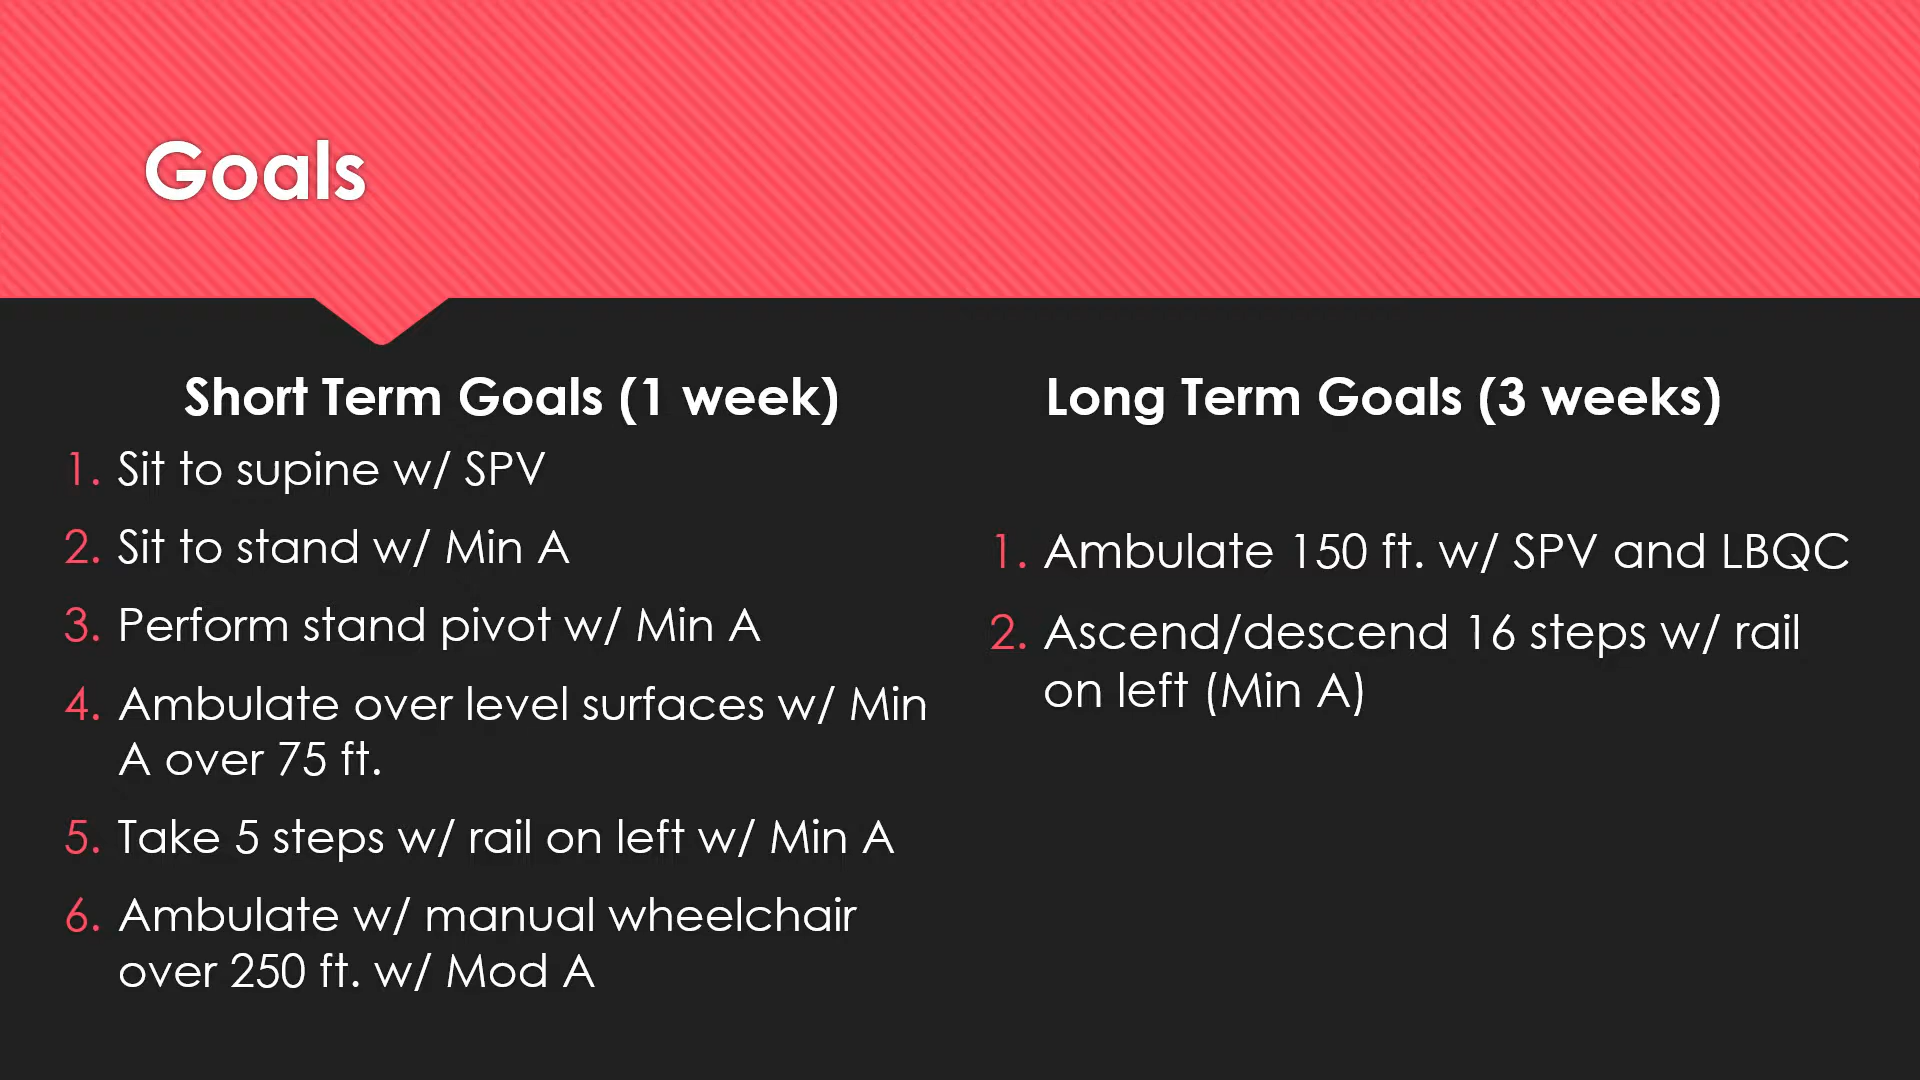 Goals
Short Term Goals (1 week)
1. Sit to supine w/ SPV
2. Sit to stand w/ Min A
3. Perform stand pivot w/ Min A
4. Ambulate over level surfaces w/ Min
A over 75 ft.
5. Take 5 steps w/ rail on left w/ Min A
6. Ambulate w/ manual wheelchair
over 250 ft. w/ Mod A
Long Term Goals (3 weeks)
1. Ambulate 150 ft. w/ SPV and LBQC
2. Ascend/descend 16 steps w/ rail
on left (Min A)